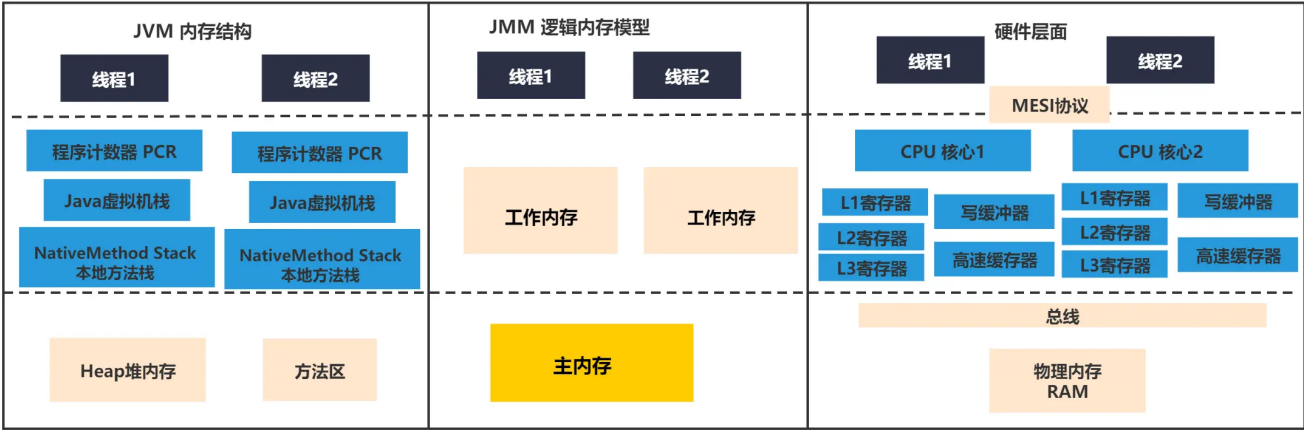 JVM 内存结构
线程1
线程2
程序计数器 PCR
程序计数器 PCR
Java虚拟机栈
Java虚拟机栈
NativeMethod Stack
本地方法栈
NativeMethod Stack
本地方法栈
Heap堆内存
方法区
JMM 逻辑内存模型
线程1
线程2
工作内存
工作内存
主内存
硬件层面
线程1
线程2
MESI协议
CPU 核心1
CPU 核心2
L1寄存器
L2寄存器
L3寄存器
写缓冲器
高速缓存器
L1寄存器
L2寄存器
L3寄存器
写缓冲器
高速缓存器
总线
物理内存
RAM